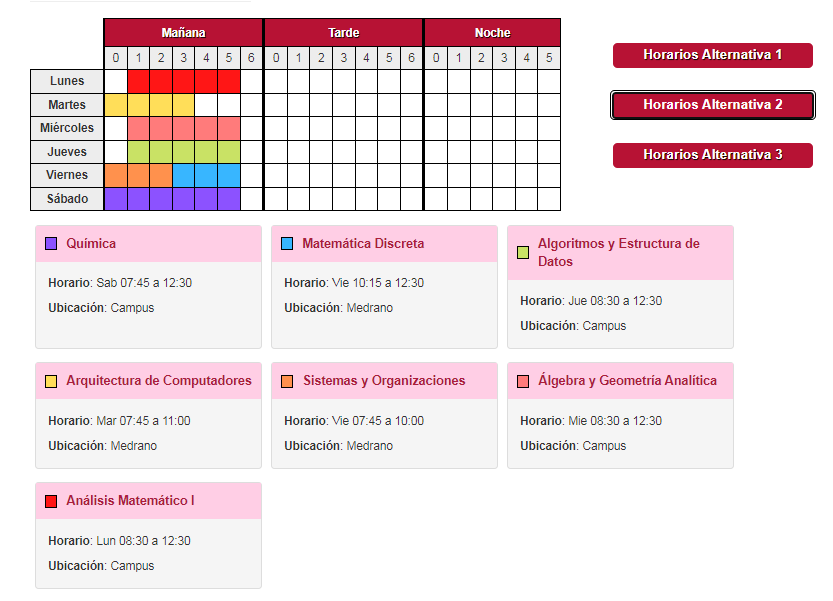 Mañana Tarde Noche
0 1 2 3 4 5 6 0 1 2 3 4 5 6 0 1 2 3 4 5
Lunes
Martes
Miércoles
Jueves
Viernes
Sábado
Horarios Alternativa 1
Horarios Alternativa 2
Horarios Alternativa 3
Química
Horario: Sab 07:45 a 12:30
Ubicación: Campus
Matemática Discreta
Horario: Vie 10:15 a 12:30
Ubicación: Medrano
Algoritmos y Estructura de
Datos
Horario: Jue 08:30 a 12:30
Ubicación: Campus
Arquitectura de Computadores
Horario: Mar 07:45 a 11:00
Ubicación: Medrano
Sistemas y Organizaciones
Horario: Vie 07:45 a 10:00
Ubicación: Medrano
Álgebra y Geometría Analítica
Horario: Mie 08:30 a 12:30
Ubicación: Campus
Análisis Matemático I
Horario: Lun 08:30 a 12:30
Ubicación: Campus